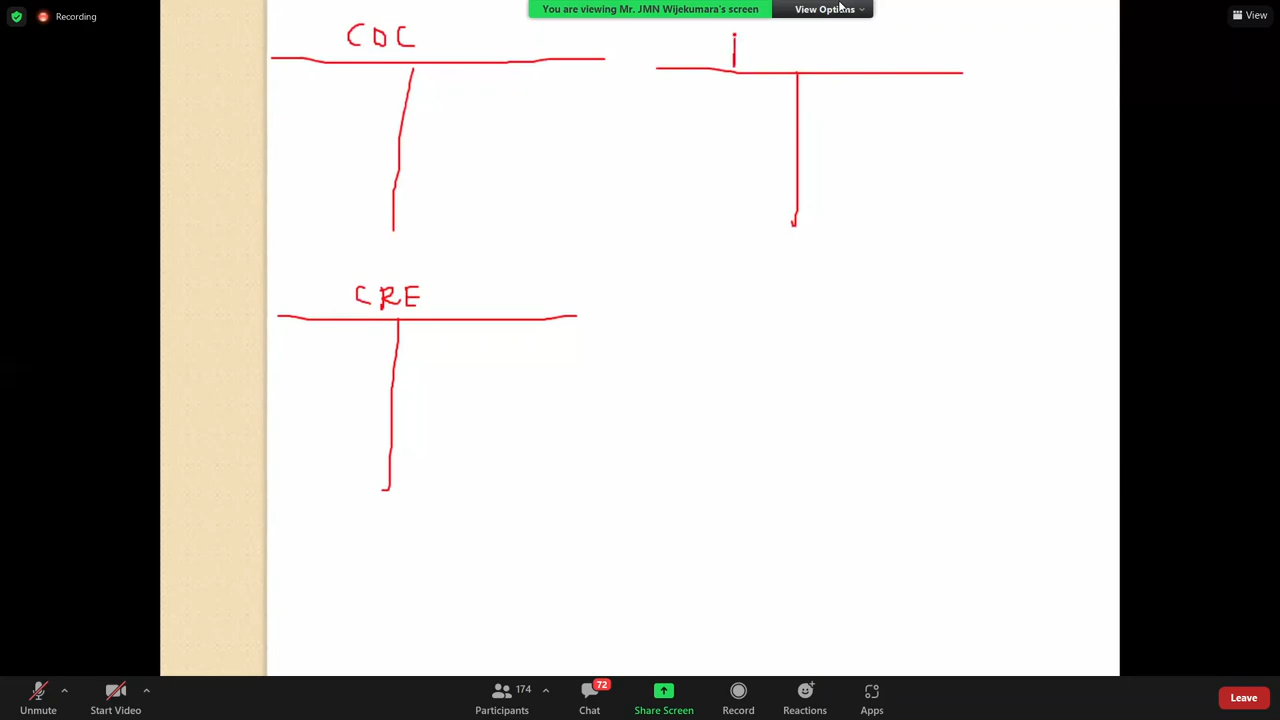 You are viewing Mr. JMN Wijekumara's screen View Options
Recording
View
CDC
i
CRE
Unmute
Start Video
174
Participants
72
Chat
Share Screen
Record
Reactions
Apps
Leave